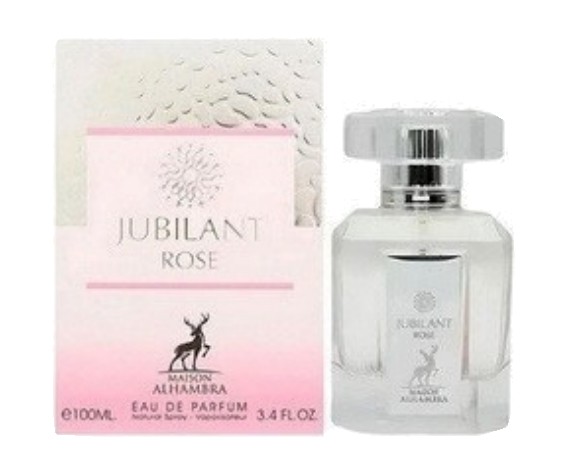 JUBILANT
ROSE
MAISON
ALHAMBRA
℮100ML. EAU DE PARFUM 3.4 FL.OZ.
Natural Spray - Vaporisateur
JUBILANT
ROSE
MAISON
ALHAMBRA